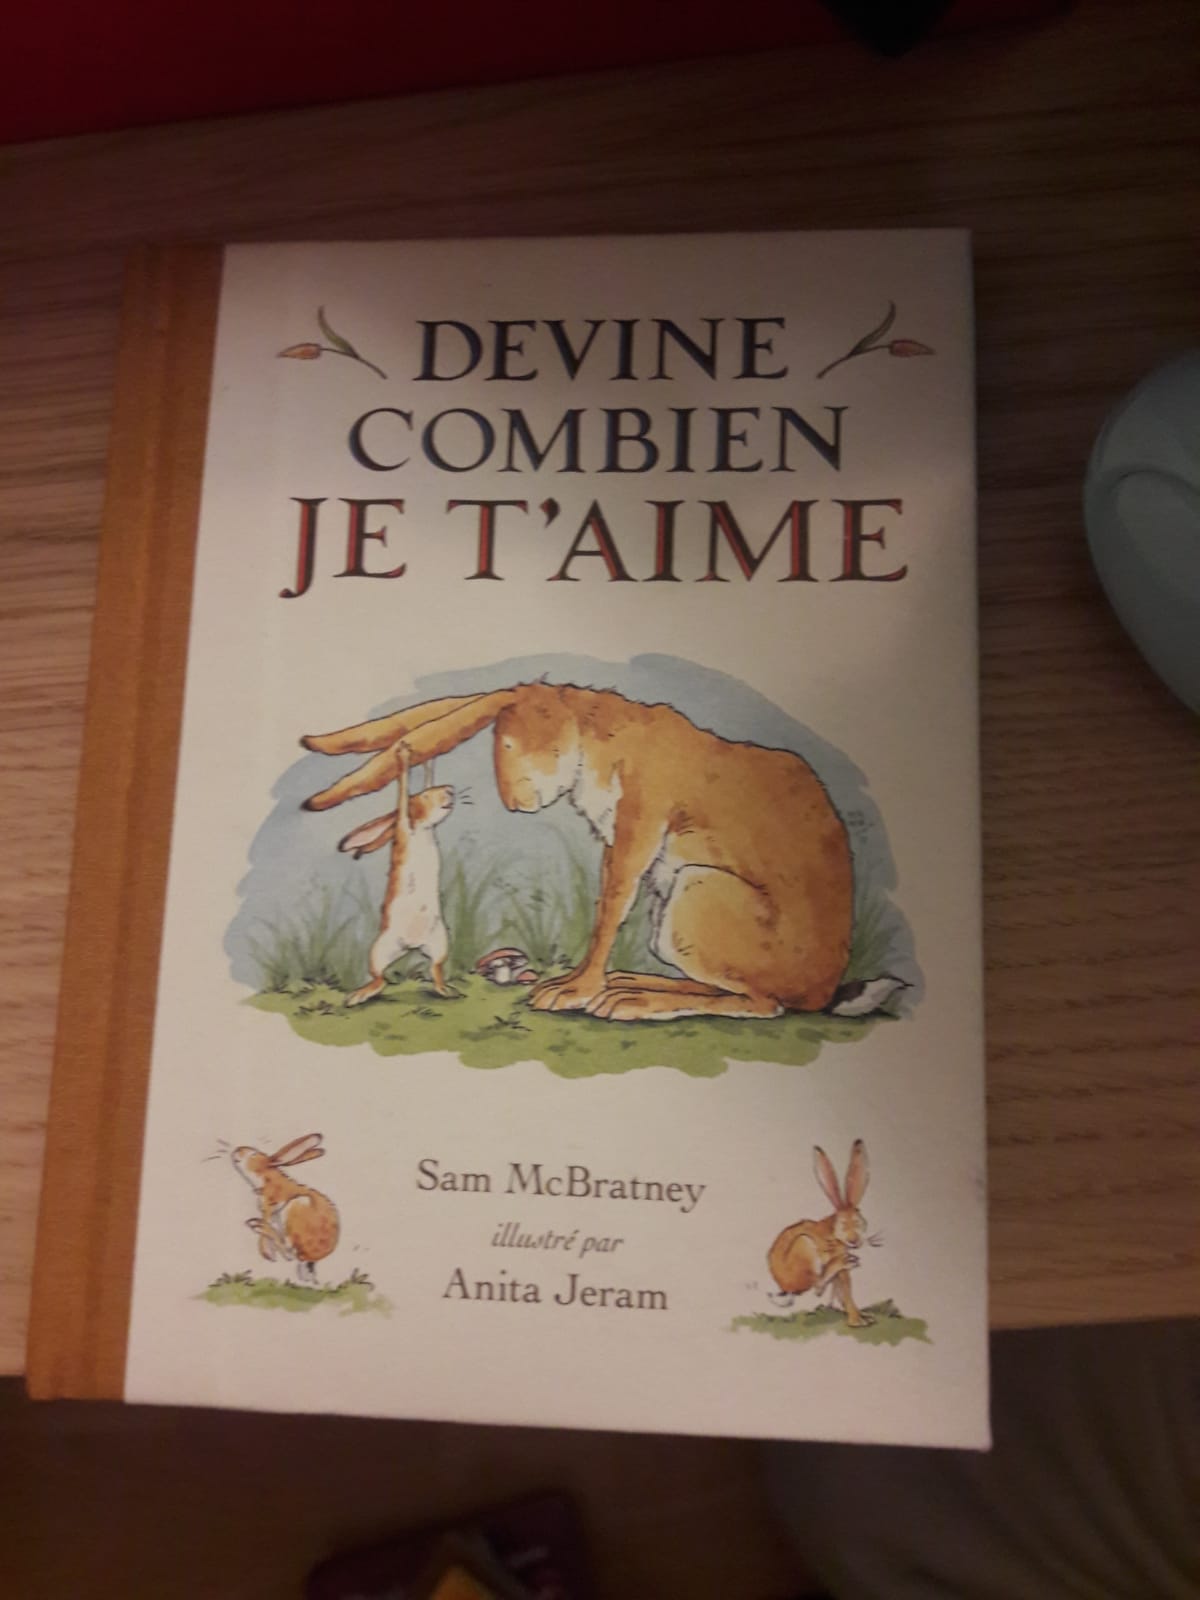 DEVINE
COMBIEN
JE T'AIME
Sam McBratney
illustré par
Anita Jeram